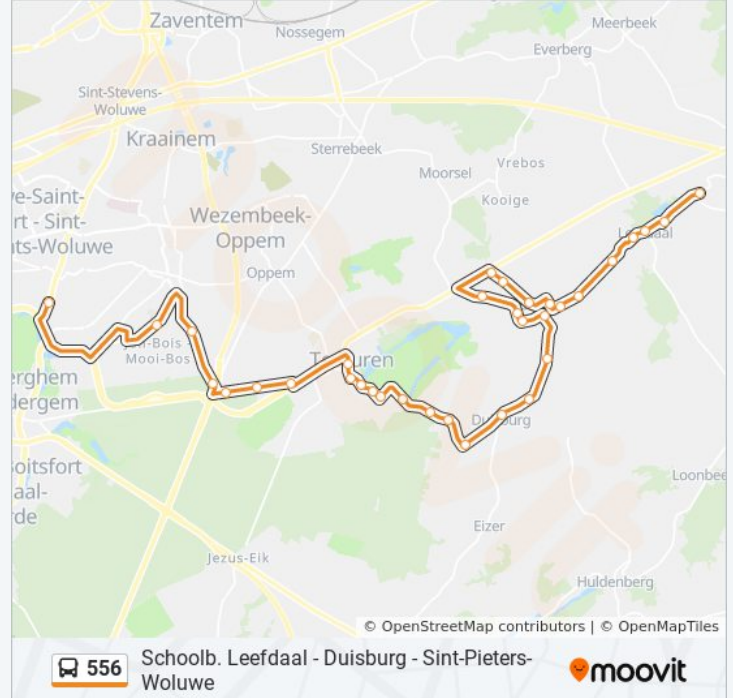 Zaventem
Nossegem
Meerbeek
Everberg
Sint-Stevens-
Woluwe
Kraainem
Sterrebeek
Vrebos
Moorsel
Kooige
ve-Saint-
rt - Sint-
ts-Woluwe
Wezembeek-
Oppem
Oppem
Mooi-Bos
erghem
dergem
Duisburg
oitsfort
aal-
rde
Loonbee
Eizer
Jezus-Eik
Huldenberg
© OpenStreetMap contributors | © OpenMapTiles
556
Schoolb. Leefdaal - Duisburg - Sint-Pieters-
Woluwe
moovit